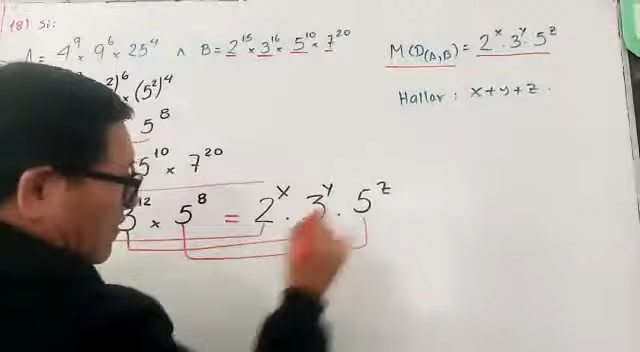 18) Si:
A = 4⁹ × 9⁶ × 25⁴ ∧ B = 2¹⁵ × 3¹⁶ × 5¹⁰ × 7²⁰
MCD(A,B) = 2ˣ · 3ʸ · 5ᶻ
Hallar : x+y+z .
²)⁶ × (5²)⁴
5⁸
5¹⁰ × 7²⁰
3¹² × 5⁸ = 2ˣ . 3ʸ . 5ᶻ